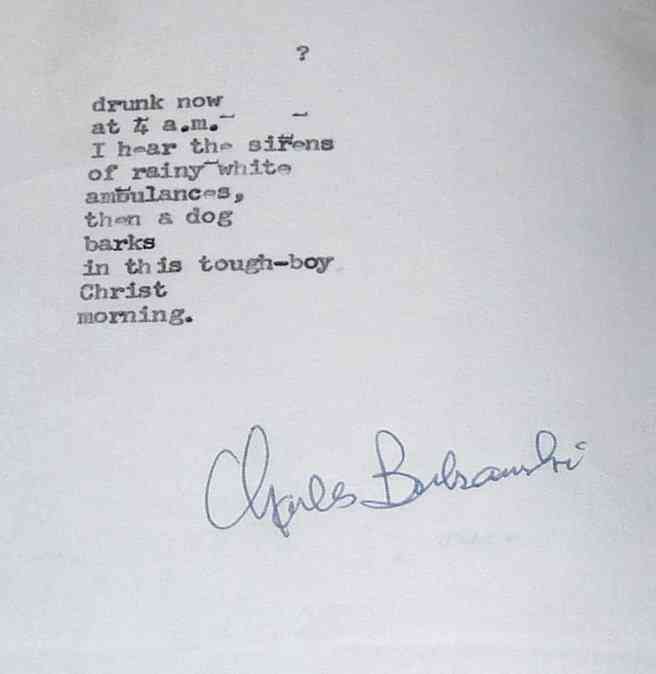 ?
drunk now
at 4 a.m.
I hear the sirens
of rainy white
ambulances,
then a dog
barks
in this tough-boy
Christ
morning.
Charles Bukowski